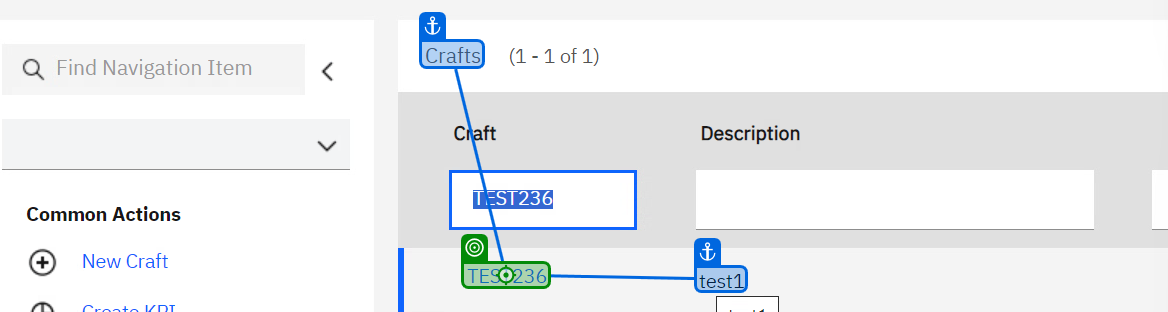 Find Navigation Item
Crafts (1 - 1 of 1)
Craft Description
TEST236
Common Actions
New Craft
TEST236 test1
Create KPI
test1